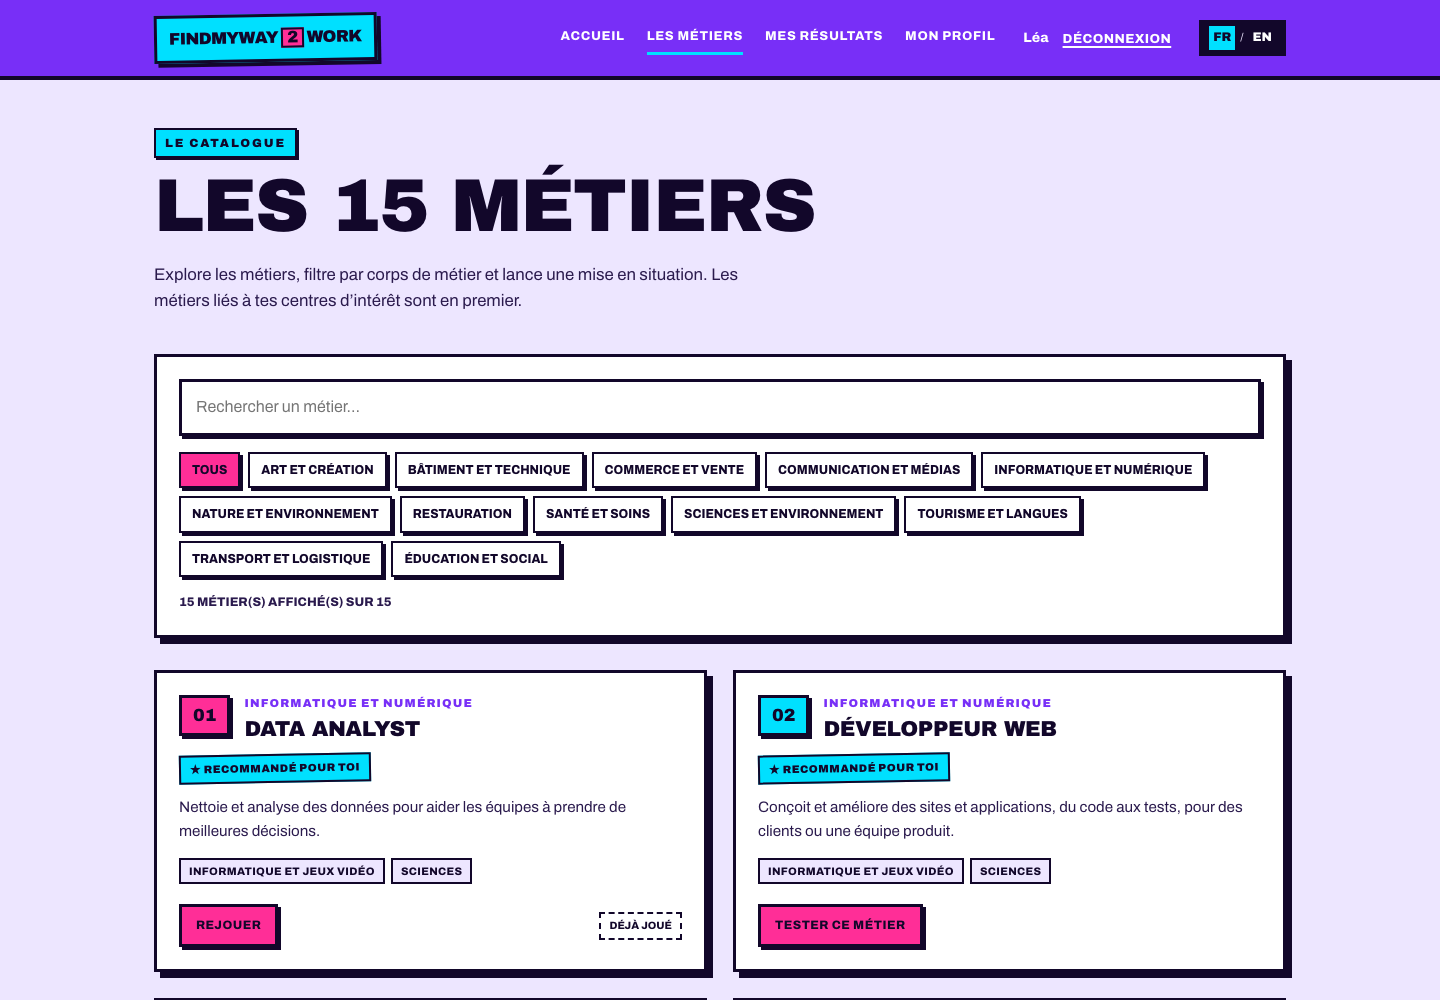 FINDMYWAY 2 WORK
ACCUEIL LES MÉTIERS MES RÉSULTATS MON PROFIL Léa DÉCONNEXION FR / EN
LE CATALOGUE
LES 15 MÉTIERS
Explore les métiers, filtre par corps de métier et lance une mise en situation. Les
métiers liés à tes centres d’intérêt sont en premier.
Rechercher un métier...
TOUS ART ET CRÉATION BÂTIMENT ET TECHNIQUE COMMERCE ET VENTE COMMUNICATION ET MÉDIAS INFORMATIQUE ET NUMÉRIQUE
NATURE ET ENVIRONNEMENT RESTAURATION SANTÉ ET SOINS SCIENCES ET ENVIRONNEMENT TOURISME ET LANGUES
TRANSPORT ET LOGISTIQUE ÉDUCATION ET SOCIAL
15 MÉTIER(S) AFFICHÉ(S) SUR 15
01
INFORMATIQUE ET NUMÉRIQUE
DATA ANALYST
★ RECOMMANDÉ POUR TOI
Nettoie et analyse des données pour aider les équipes à prendre de
meilleures décisions.
INFORMATIQUE ET JEUX VIDÉO SCIENCES
REJOUER DÉJÀ JOUÉ
02
INFORMATIQUE ET NUMÉRIQUE
DÉVELOPPEUR WEB
★ RECOMMANDÉ POUR TOI
Conçoit et améliore des sites et applications, du code aux tests, pour des
clients ou une équipe produit.
INFORMATIQUE ET JEUX VIDÉO SCIENCES
TESTER CE MÉTIER